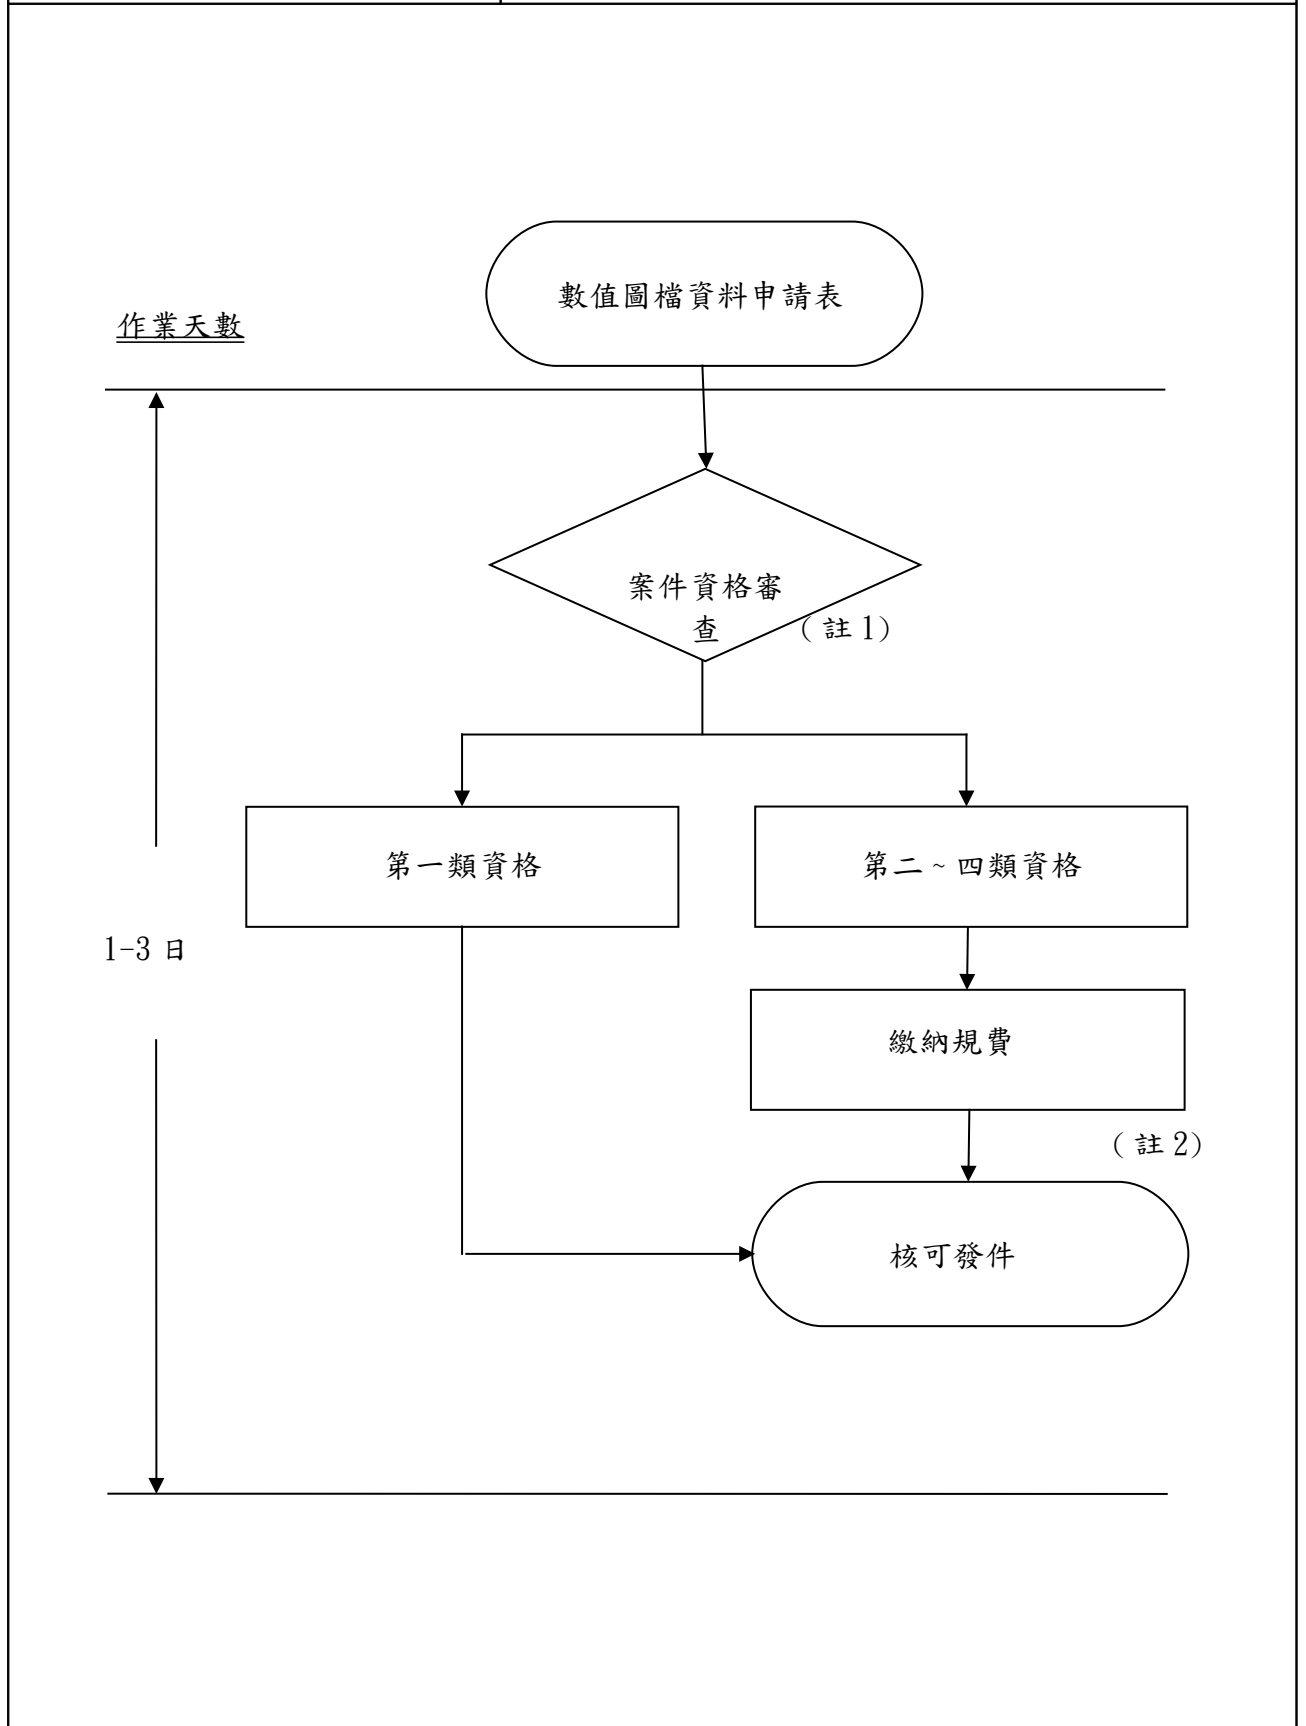 數值圖檔資料申請表
作業天數
案件資格審
查
(註1)
第一類資格
第二~四類資格
1-3 日
繳納規費
(註2)
核可發件